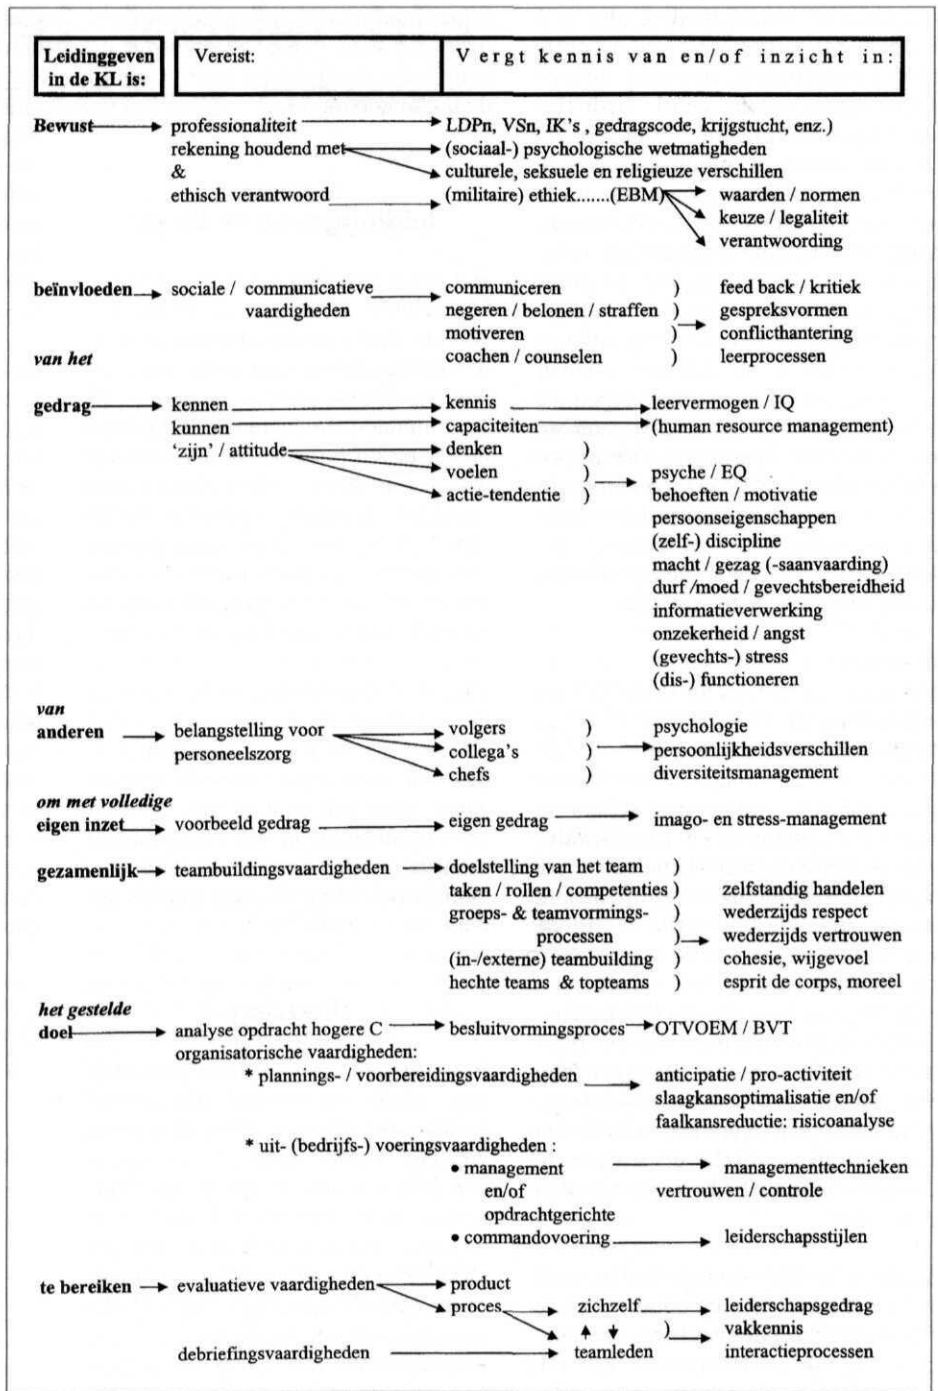 Leidinggeven Vereist: Vergt kennis van en/of inzicht in:
in de KL is:
Bewust professionaliteit LDPn, VSn, IK's , gedragscode, krijgstucht, enz.)
rekening houdend met (sociaal-) psychologische wetmatigheden
& culturele, seksuele en religieuze verschillen
ethisch verantwoord (militaire) ethiek.......(EBM) waarden / normen
keuze / legaliteit
verantwoording
beïnvloeden sociale / communicatieve communiceren ) feed back / kritiek
vaardigheden negeren / belonen / straffen ) gespreksvormen
motiveren ) conflicthantering
van het coachen / counselen ) leerprocessen
gedrag kennen kennis leervermogen / IQ
kunnen capaciteiten (human resource management)
‘zijn’ / attitude denken )
voelen ) psyche / EQ
actie-tendentie ) behoeften / motivatie
persoonseigenschappen
(zelf-) discipline
macht / gezag (-saanvaarding)
durf /moed / gevechtsbereidheid
informatieverwerking
onzekerheid / angst
(gevechts-) stress
(dis-) functioneren
van
anderen belangstelling voor volgers ) psychologie
personeelszorg collega's ) persoonlijkheidsverschillen
chefs ) diversiteitsmanagement
om met volledige
eigen inzet voorbeeld gedrag eigen gedrag imago- en stress-management
gezamenlijk teambuildingsvaardigheden doelstelling van het team )
taken / rollen / competenties ) zelfstandig handelen
groeps- & teamvormings- ) wederzijds respect
processen ) wederzijds vertrouwen
(in-/externe) teambuilding ) cohesie, wijgevoel
hechte teams & topteams ) esprit de corps, moreel
het gestelde
doel analyse opdracht hogere C besluitvormingsproces OTVOEM / BVT
organisatorische vaardigheden:
* plannings- / voorbereidingsvaardigheden anticipatie / pro-activiteit
slaagkansoptimalisatie en/of
faalkansreductie: risicoanalyse
* uit- (bedrijfs-) voeringsvaardigheden :
• management managementtechnieken
en/of vertrouwen / controle
opdrachtgerichte
• commandovoering leiderschapsstijlen
te bereiken evaluatieve vaardigheden product
proces zichzelf leiderschapsgedrag
) vakkennis
debriefingsvaardigheden teamleden interactieprocessen